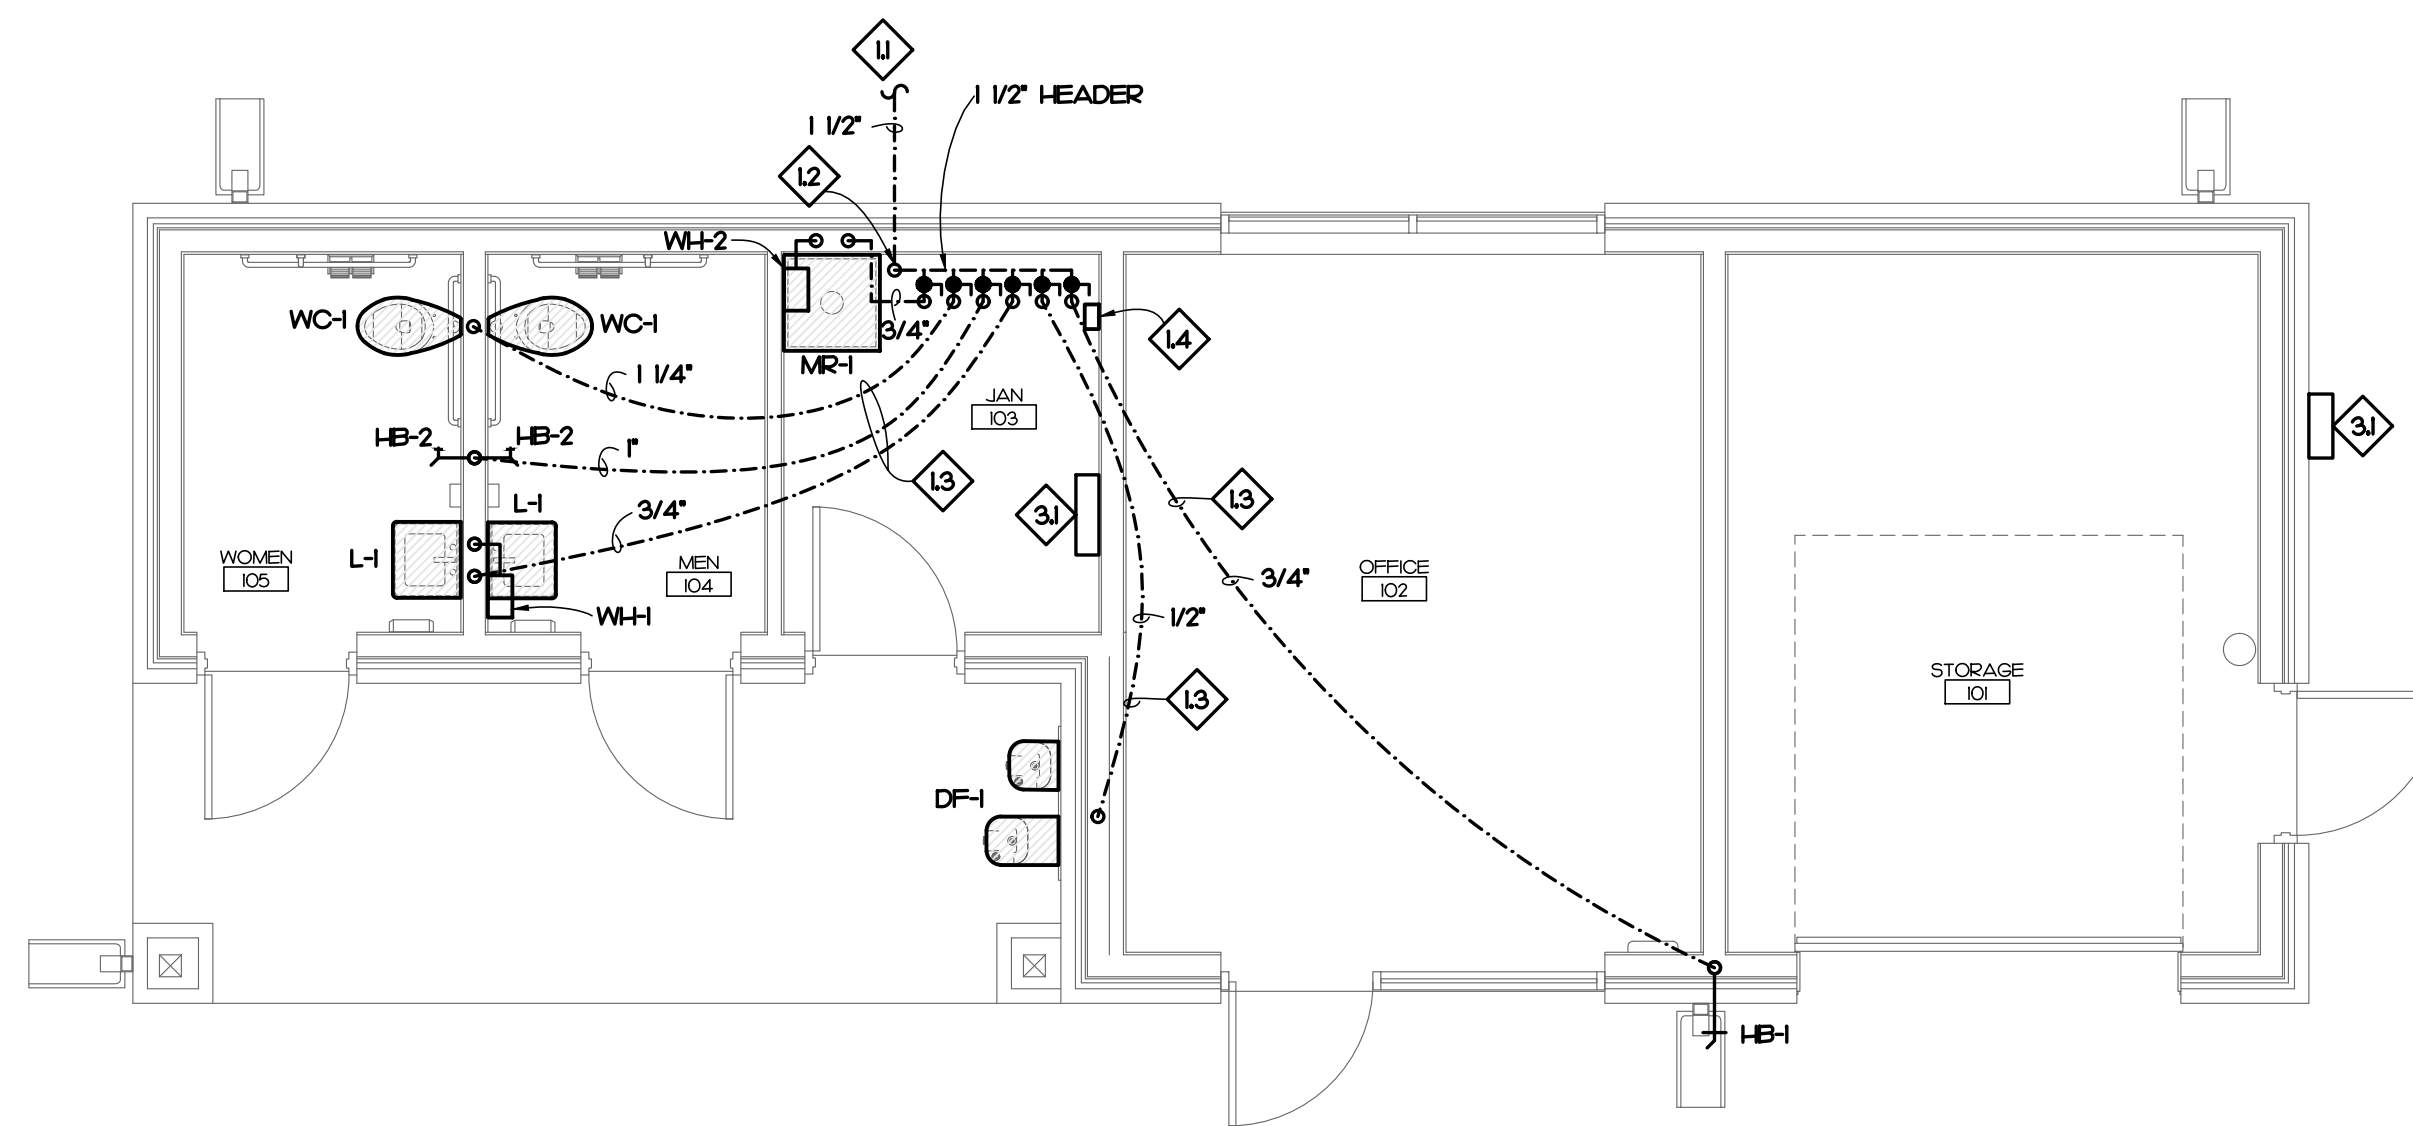 1.1
1 1/2" HEADER
1 1/2"
1.2
WH-2
WC-1
WC-1
3/4"
MR-1
1.4
1 1/4"
JAN
103
3.1
HB-2
HB-2
1"
1.3
1.3
L-1
3/4"
3.1
WOMEN
105
L-1
MEN
104
OFFICE
102
3/4"
WH-1
1/2"
STORAGE
101
1.3
DF-1
HB-1